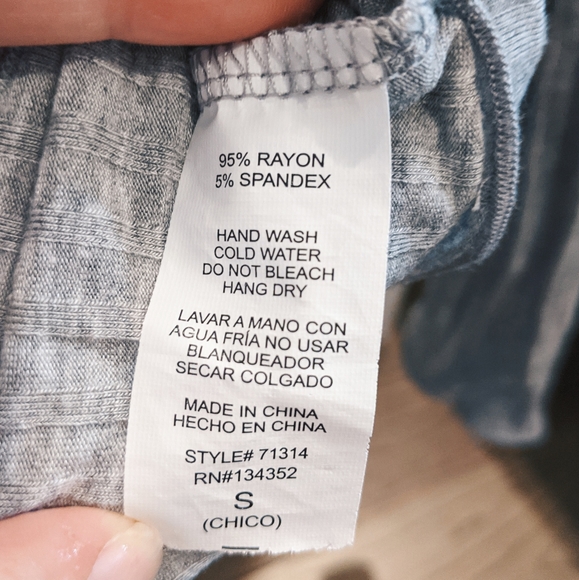 95% RAYON
5% SPANDEX
HAND WASH
COLD WATER
DO NOT BLEACH
HANG DRY
LAVAR A MANO CON
AGUA FRÍA NO USAR
BLANQUEADOR
SECAR COLGADO
MADE IN CHINA
HECHO EN CHINA
STYLE# 71314
RN#134352
S
(CHICO)